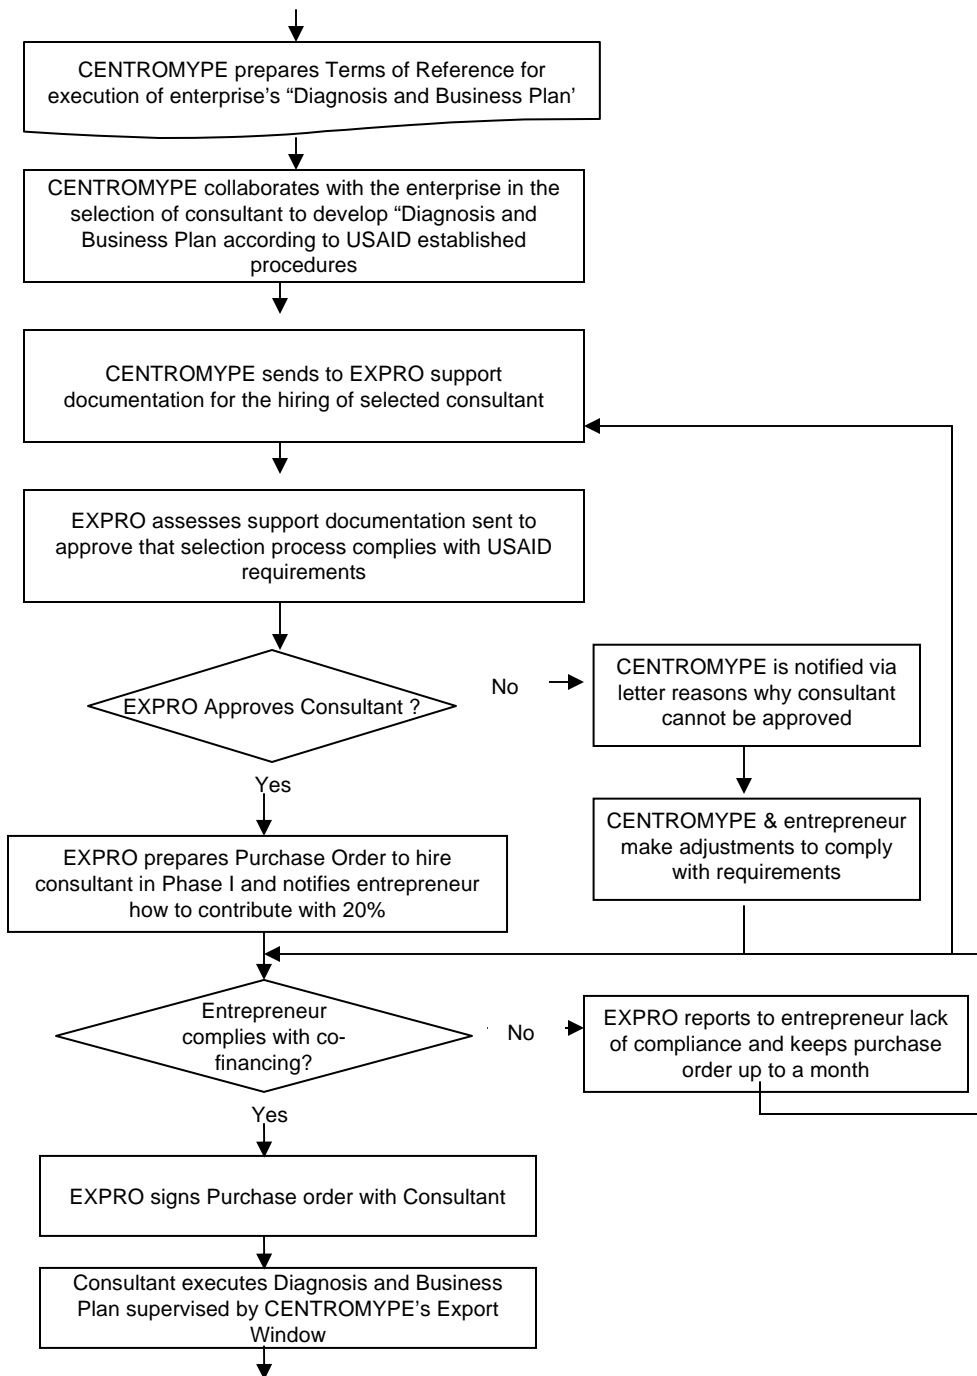 CENTROMYPE prepares Terms of Reference for
execution of enterprise’s “Diagnosis and Business Plan‘
CENTROMYPE collaborates with the enterprise in the
selection of consultant to develop “Diagnosis and
Business Plan according to USAID established
procedures
CENTROMYPE sends to EXPRO support
documentation for the hiring of selected consultant
EXPRO assesses support documentation sent to
approve that selection process complies with USAID
requirements
EXPRO Approves Consultant ?
No
CENTROMYPE is notified via
letter reasons why consultant
cannot be approved
Yes
CENTROMYPE & entrepreneur
make adjustments to comply
with requirements
EXPRO prepares Purchase Order to hire
consultant in Phase I and notifies entrepreneur
how to contribute with 20%
Entrepreneur
complies with co-
financing?
No
EXPRO reports to entrepreneur lack
of compliance and keeps purchase
order up to a month
Yes
EXPRO signs Purchase order with Consultant
Consultant executes Diagnosis and Business
Plan supervised by CENTROMYPE’s Export
Window